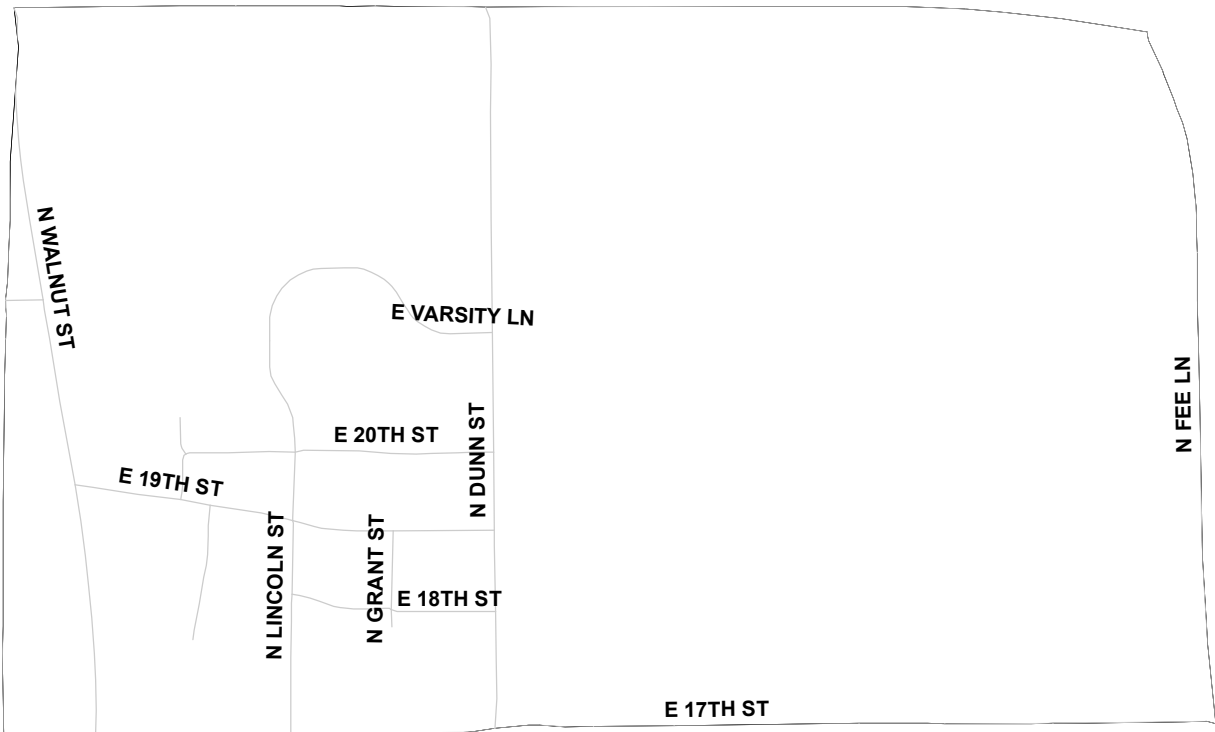 N WALNUT ST
E VARSITY LN
N FEE LN
E 20TH ST
N DUNN ST
E 19TH ST
N LINCOLN ST
N GRANT ST
E 18TH ST
E 17TH ST